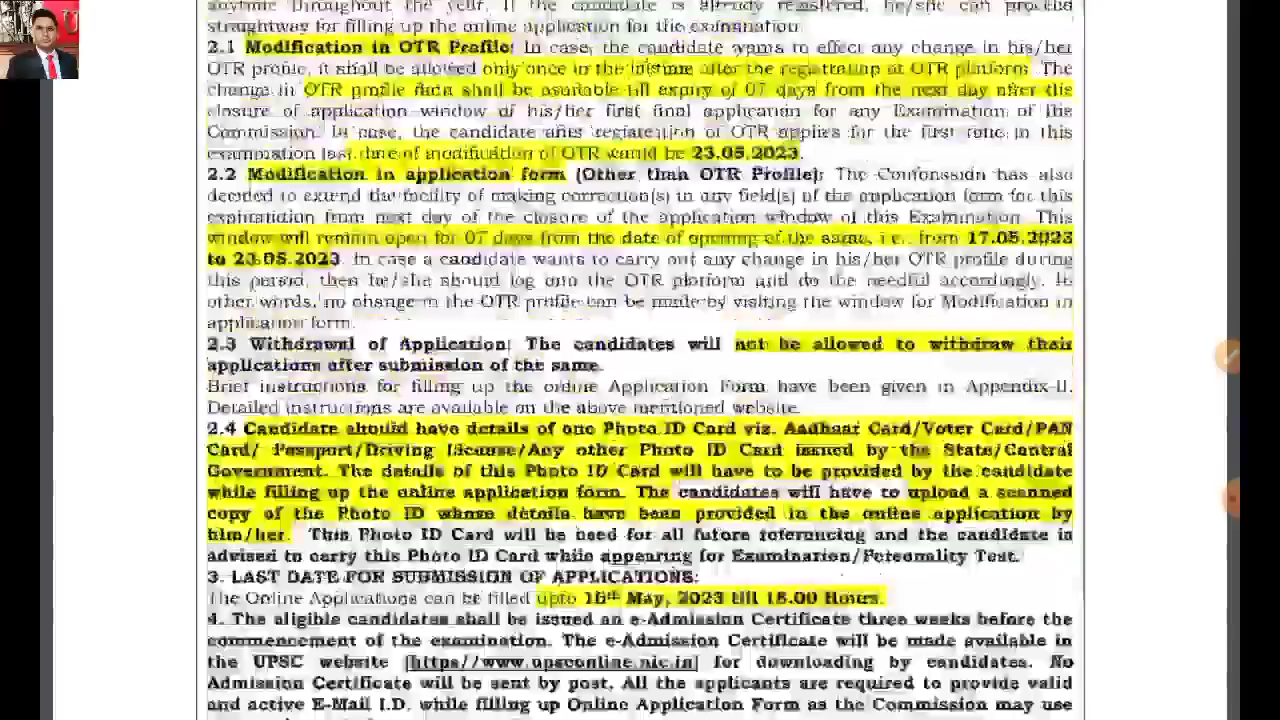 anytime throughout the year. If the candidate is already registered, he/she can proceed
straightway for filling up the online application for the examination.
2.1 Modification in OTR Profile: In case, the candidate wants to effect any change in his/her
OTR profile, it shall be allowed only once in the lifetime after the registration at OTR platform. The
change in OTR profile data shall be available till expiry of 07 days from the next day after the
closure of application window of his/her first final application for any Examination of the
Commission. In case, the candidate after registration of OTR applies for the first time in this
examination last date of modification of OTR would be 23.05.2023.
2.2 Modification in application form (Other than OTR Profile): The Commission has also
decided to extend the facility of making correction(s) in any field(s) of the application form for this
examination from next day of the closure of the application window of this Examination. This
window will remain open for 07 days from the date of opening of the same, i.e., from 17.05.2023
to 23.05.2023. In case a candidate wants to carry out any change in his/her OTR profile during
this period, then he/she should log onto the OTR platform and do the needful accordingly. In
other words, no change in the OTR profile can be made by visiting the window for Modification in
application form.
2.3 Withdrawal of Application: The candidates will not be allowed to withdraw their
applications after submission of the same.
Brief instructions for filling up the online Application Form have been given in Appendix-II.
Detailed instructions are available on the above mentioned website.
2.4 Candidate should have details of one Photo ID Card viz. Aadhaar Card/Voter Card/PAN
Card/ Passport/Driving License/Any other Photo ID Card issued by the State/Central
Government. The details of this Photo ID Card will have to be provided by the candidate
while filling up the online application form. The candidates will have to upload a scanned
copy of the Photo ID whose details have been provided in the online application by
him/her. This Photo ID Card will be used for all future referencing and the candidate is
advised to carry this Photo ID Card while appearing for Examination/Personality Test.
3. LAST DATE FOR SUBMISSION OF APPLICATIONS:
The Online Applications can be filled upto 16th May, 2023 till 18.00 Hours.
4. The eligible candidates shall be issued an e-Admission Certificate three weeks before the
commencement of the examination. The e-Admission Certificate will be made available in
the UPSC website [https//www.upsconline.nic.in] for downloading by candidates. No
Admission Certificate will be sent by post. All the applicants are required to provide valid
and active E-Mail I.D. while filling up Online Application Form as the Commission may use